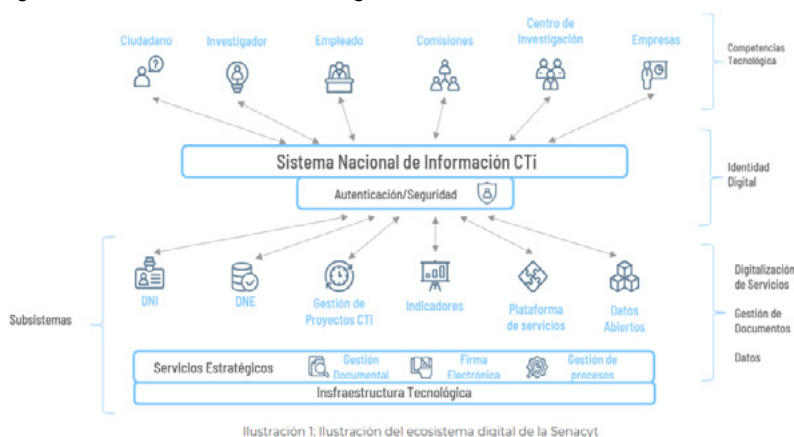 Ciudadano
Investigador
Empleado
Comisiones
Centro de
Investigación
Empresas
Competencias
Tecnológica
Sistema Nacional de Información CTi
Autenticación/Seguridad
Identidad
Digital
Subsistemas
DNI
DNE
Gestión de
Proyectos CTi
Indicadores
Plataforma
de servicios
Datos
Abiertos
Digitalización
de Servicios
Gestión de
Documentos
Datos
Servicios Estratégicos
Gestión
Documental
Firma
Electrónica
Gestión de
procesos
Insfraestructura Tecnológica
Ilustración 1: Ilustración del ecosistema digital de la Senacyt